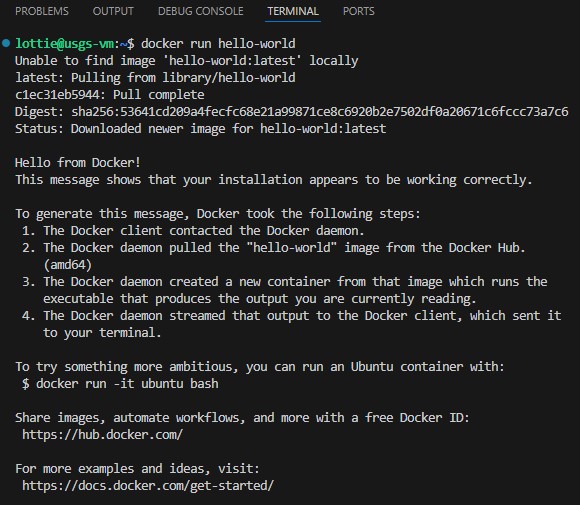 PROBLEMS OUTPUT DEBUG CONSOLE TERMINAL PORTS
lottie@usgs-vm:~$ docker run hello-world
Unable to find image 'hello-world:latest' locally
latest: Pulling from library/hello-world
c1ec31eb5944: Pull complete
Digest: sha256:53641cd209a4fecfc68e21a99871ce8c6920b2e7502df0a20671c6fccc73a7c6
Status: Downloaded newer image for hello-world:latest
Hello from Docker!
This message shows that your installation appears to be working correctly.
To generate this message, Docker took the following steps:
1. The Docker client contacted the Docker daemon.
2. The Docker daemon pulled the "hello-world" image from the Docker Hub.
(amd64)
3. The Docker daemon created a new container from that image which runs the
executable that produces the output you are currently reading.
4. The Docker daemon streamed that output to the Docker client, which sent it
to your terminal.
To try something more ambitious, you can run an Ubuntu container with:
$ docker run -it ubuntu bash
Share images, automate workflows, and more with a free Docker ID:
https://hub.docker.com/
For more examples and ideas, visit:
https://docs.docker.com/get-started/